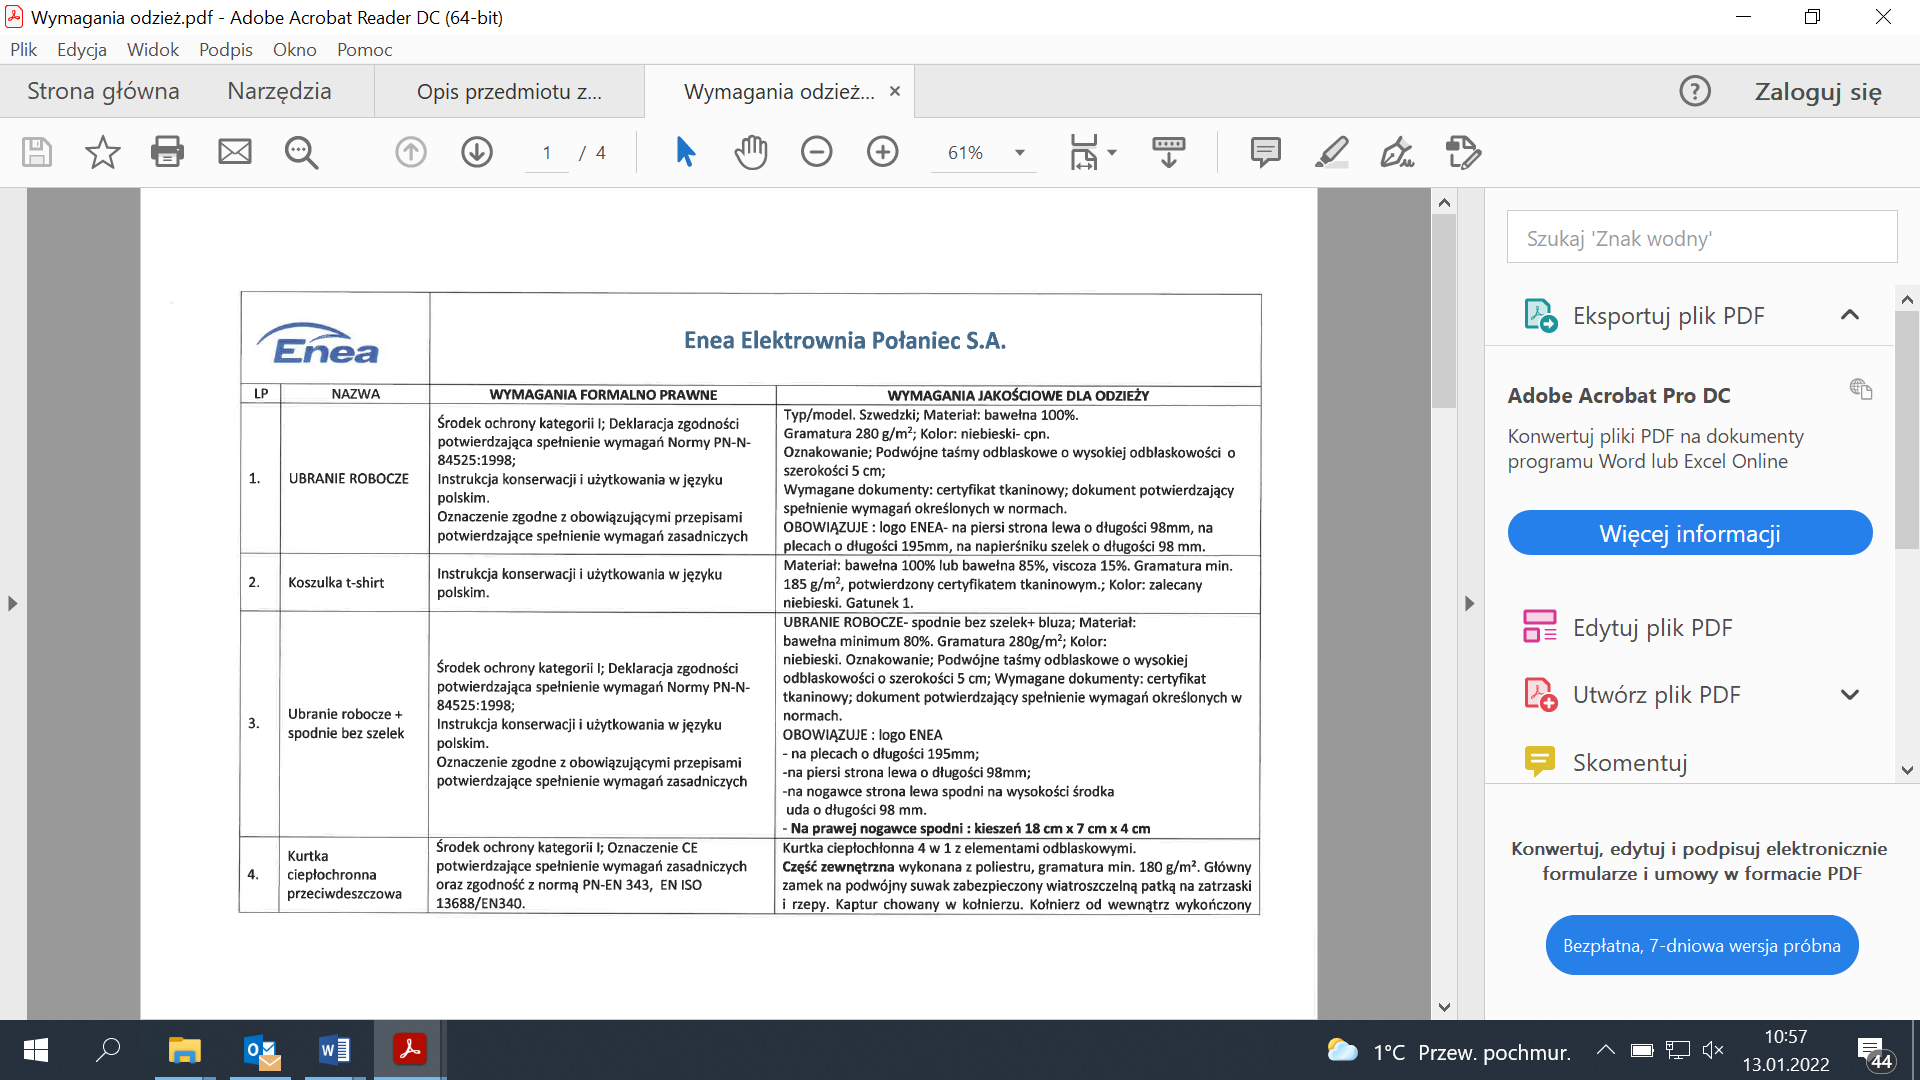 Wymagania odzież.pdf - Adobe Acrobat Reader DC (64-bit)
Plik Edycja Widok Podpis Okno Pomoc
Strona główna Narzędzia Opis przedmiotu z... Wymagania odzież... Zaloguj się
1 / 4 61%
Szukaj 'Znak wodny'
Eksportuj plik PDF
Adobe Acrobat Pro DC
Konwertuj pliki PDF na dokumenty
programu Word lub Excel Online
Więcej informacji
Edytuj plik PDF
Utwórz plik PDF
Skomentuj
Konwertuj, edytuj i podpisuj elektronicznie
formularze i umowy w formacie PDF
Bezpłatna, 7-dniowa wersja próbna
Enea
Enea Elektrownia Połaniec S.A.
LP NAZWA WYMAGANIA FORMALNO PRAWNE WYMAGANIA JAKOŚCIOWE DLA ODZIEŻY
1.
UBRANIE ROBOCZE
Środek ochrony kategorii I; Deklaracja zgodności
potwierdzająca spełnienie wymagań Normy PN-N-
84525:1998;
Instrukcja konserwacji i użytkowania w języku
polskim.
Oznaczenie zgodne z obowiązującymi przepisami
potwierdzające spełnienie wymagań zasadniczych
Typ/model. Szwedzki; Materiał: bawełna 100%.
Gramatura 280 g/m²; Kolor: niebieski- cpn.
Oznakowanie; Podwójne taśmy odblaskowe o wysokiej odblaskowości o
szerokości 5 cm;
Wymagane dokumenty: certyfikat tkaninowy; dokument potwierdzający
spełnienie wymagań określonych w normach.
OBOWIĄZUJE : logo ENEA- na piersi strona lewa o długości 98mm, na
plecach o długości 195mm, na napierśniku szelek o długości 98 mm.
2.
Koszulka t-shirt
Instrukcja konserwacji i użytkowania w języku
polskim.
Materiał: bawełna 100% lub bawełna 85%, viscoza 15%. Gramatura min.
185 g/m², potwierdzony certyfikatem tkaninowym.; Kolor: zalecany
niebieski. Gatunek 1.
3.
Ubranie robocze +
spodnie bez szelek
Środek ochrony kategorii I; Deklaracja zgodności
potwierdzająca spełnienie wymagań Normy PN-N-
84525:1998;
Instrukcja konserwacji i użytkowania w języku
polskim.
Oznaczenie zgodne z obowiązującymi przepisami
potwierdzające spełnienie wymagań zasadniczych
UBRANIE ROBOCZE- spodnie bez szelek+ bluza; Materiał:
bawełna minimum 80%. Gramatura 280g/m²; Kolor:
niebieski. Oznakowanie; Podwójne taśmy odblaskowe o wysokiej
odblaskowości o szerokości 5 cm; Wymagane dokumenty: certyfikat
tkaninowy; dokument potwierdzający spełnienie wymagań określonych w
normach.
OBOWIĄZUJE : logo ENEA
- na plecach o długości 195mm;
-na piersi strona lewa o długości 98mm;
-na nogawce strona lewa spodni na wysokości środka
uda o długości 98 mm.
- Na prawej nogawce spodni : kieszeń 18 cm x 7 cm x 4 cm
4.
Kurtka
ciepłochronna
przeciwdeszczowa
Środek ochrony kategorii I; Oznaczenie CE
potwierdzające spełnienie wymagań zasadniczych
oraz zgodność z normą PN-EN 343, EN ISO
13688/EN340.
Kurtka ciepłochłonna 4 w 1 z elementami odblaskowymi.
Część zewnętrzna wykonana z poliestru, gramatura min. 180 g/m². Główny
zamek na podwójny suwak zabezpieczony wiatroszczelną patką na zatrzaski
i rzepy. Kaptur chowany w kołnierzu. Kołnierz od wewnątrz wykończony
1°C Przew. pochmur.
10:57
13.01.2022
44